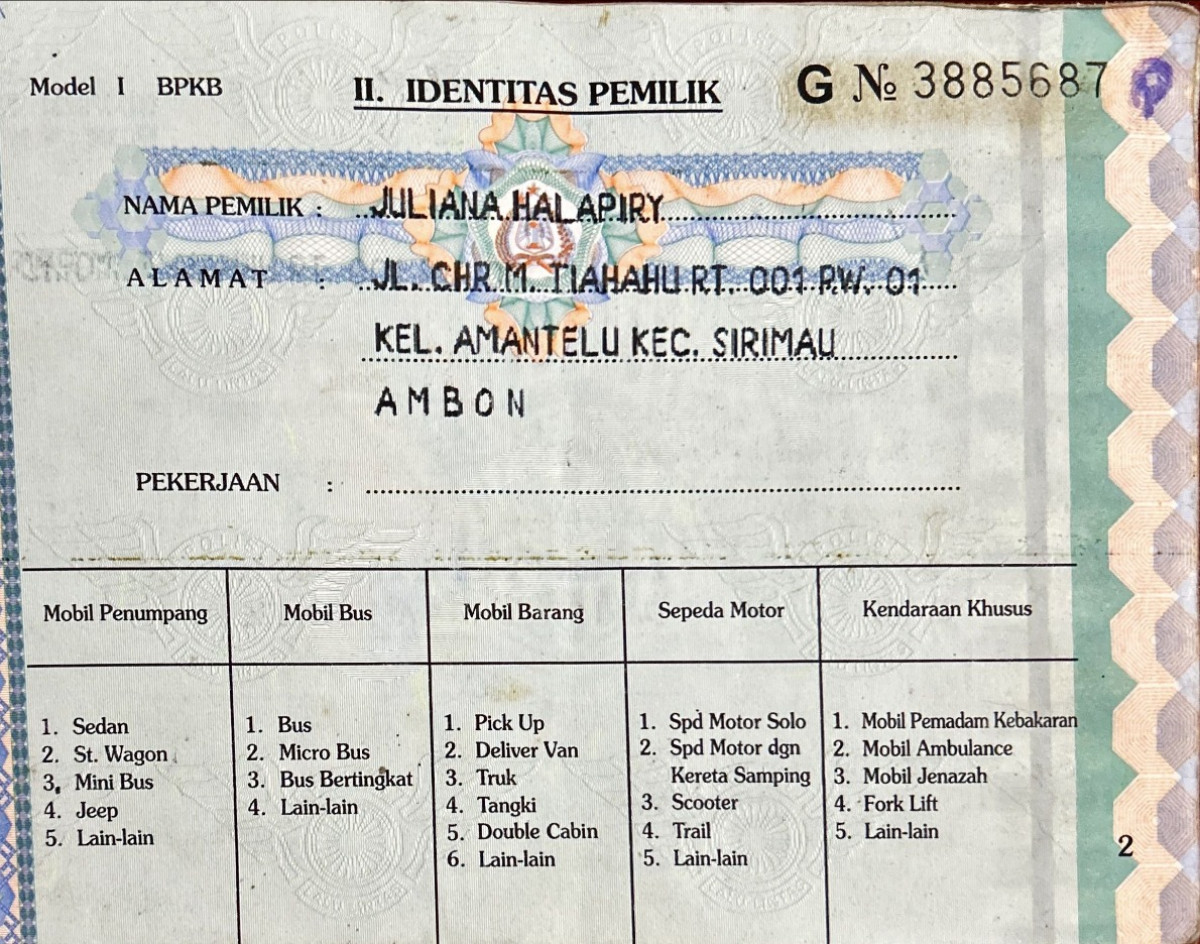 Model I BPKB
II. IDENTITAS PEMILIK
G № 3885687
NAMA PEMILIK : JULIANA HALAPIRY
ALAMAT : JL. CHR.M. TIAHAHU RT. 001 RW. 01
KEL. AMANTELU KEC. SIRIMAU
AMBON
PEKERJAAN :
Mobil Penumpang
1. Sedan
2. St. Wagon
3. Mini Bus
4. Jeep
5. Lain-lain
Mobil Bus
1. Bus
2. Micro Bus
3. Bus Bertingkat
4. Lain-lain
Mobil Barang
1. Pick Up
2. Deliver Van
3. Truk
4. Tangki
5. Double Cabin
6. Lain-lain
Sepeda Motor
1. Spd Motor Solo
2. Spd Motor dgn
Kereta Samping
3. Scooter
4. Trail
5. Lain-lain
Kendaraan Khusus
1. Mobil Pemadam Kebakaran
2. Mobil Ambulance
3. Mobil Jenazah
4. Fork Lift
5. Lain-lain
2